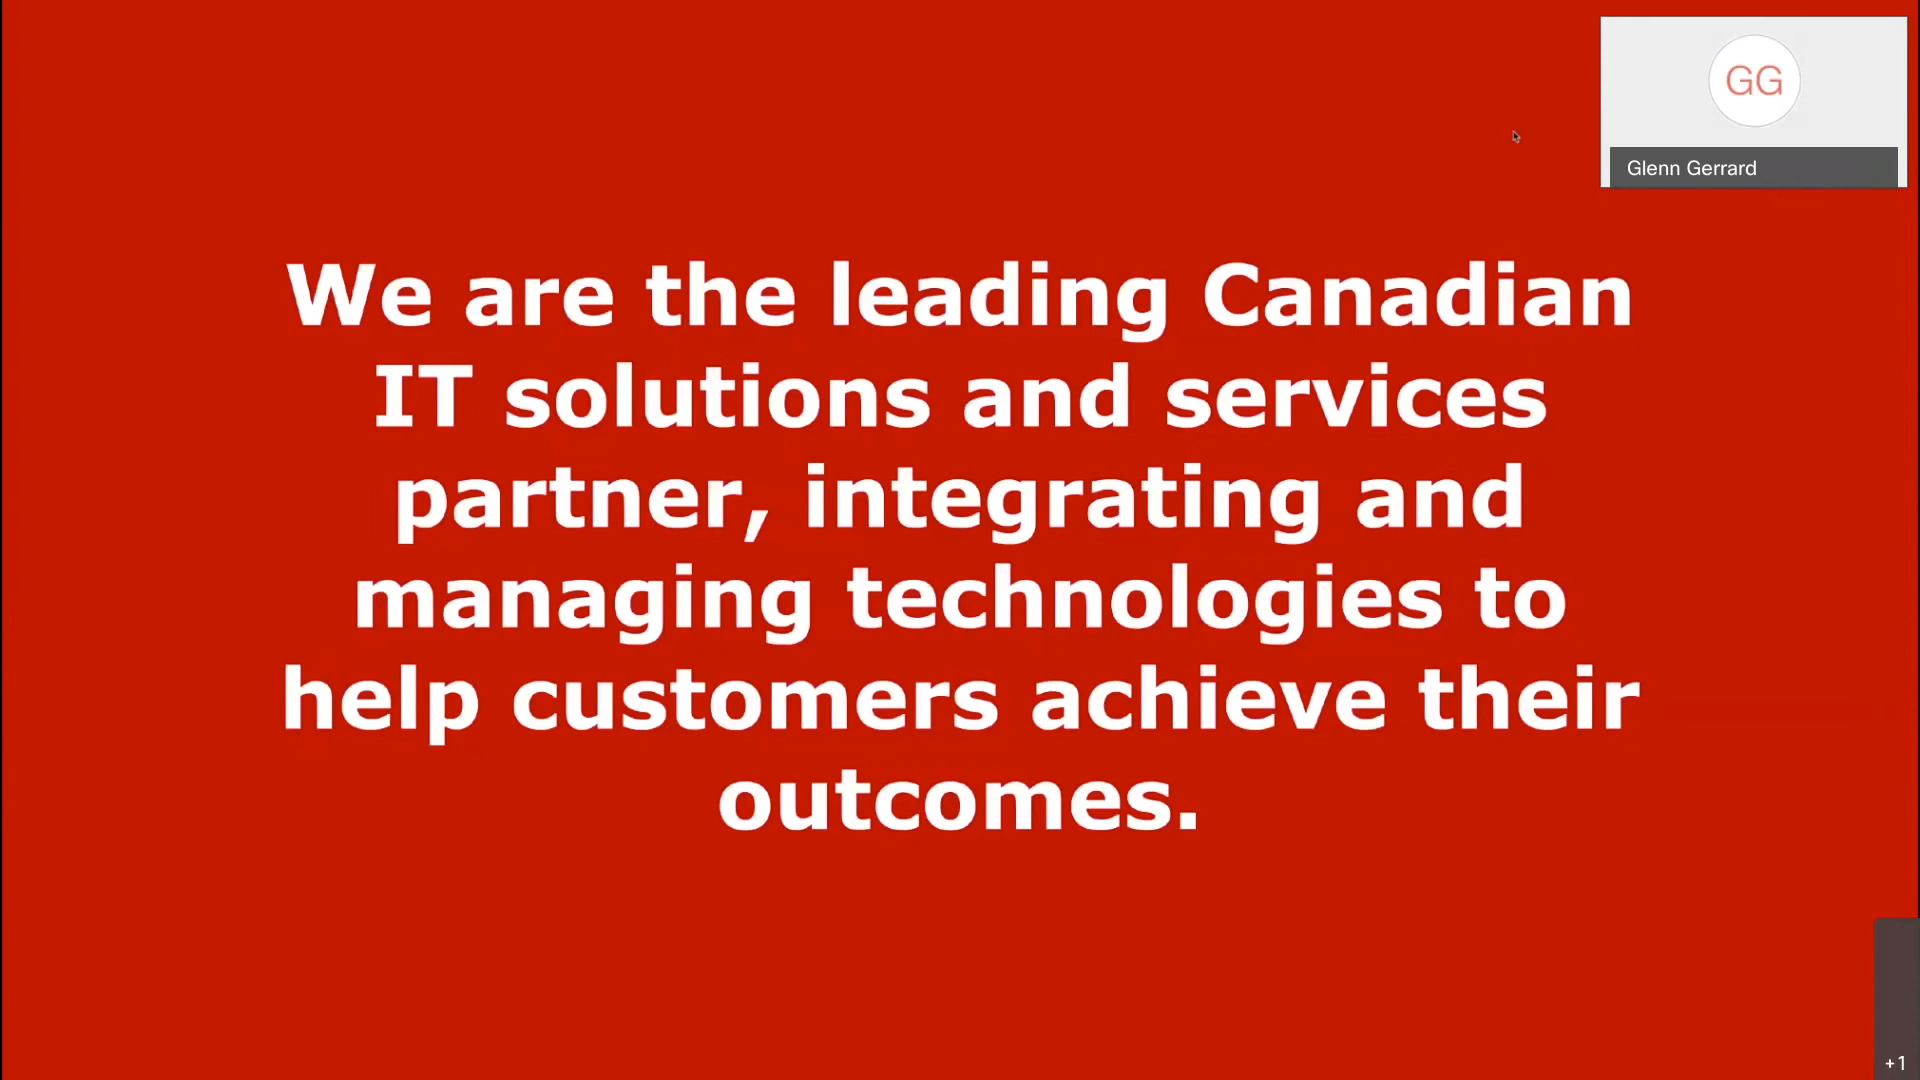 GG
Glenn Gerrard
We are the leading Canadian
IT solutions and services
partner, integrating and
managing technologies to
help customers achieve their
outcomes.
+1